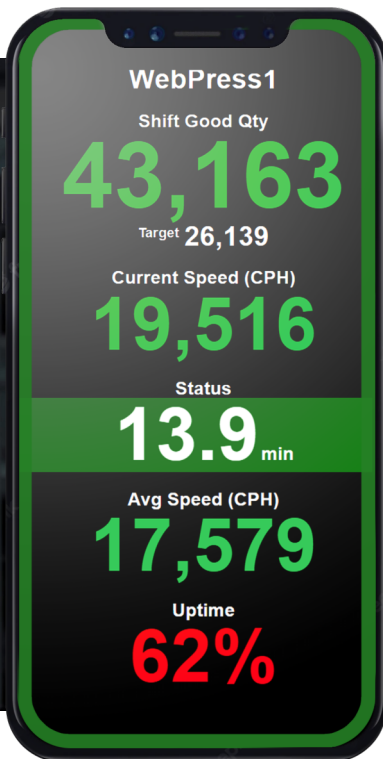 WebPress1
Shift Good Qty
43,163
Target 26,139
Current Speed (CPH)
19,516
Status
13.9 min
Avg Speed (CPH)
17,579
Uptime
62%